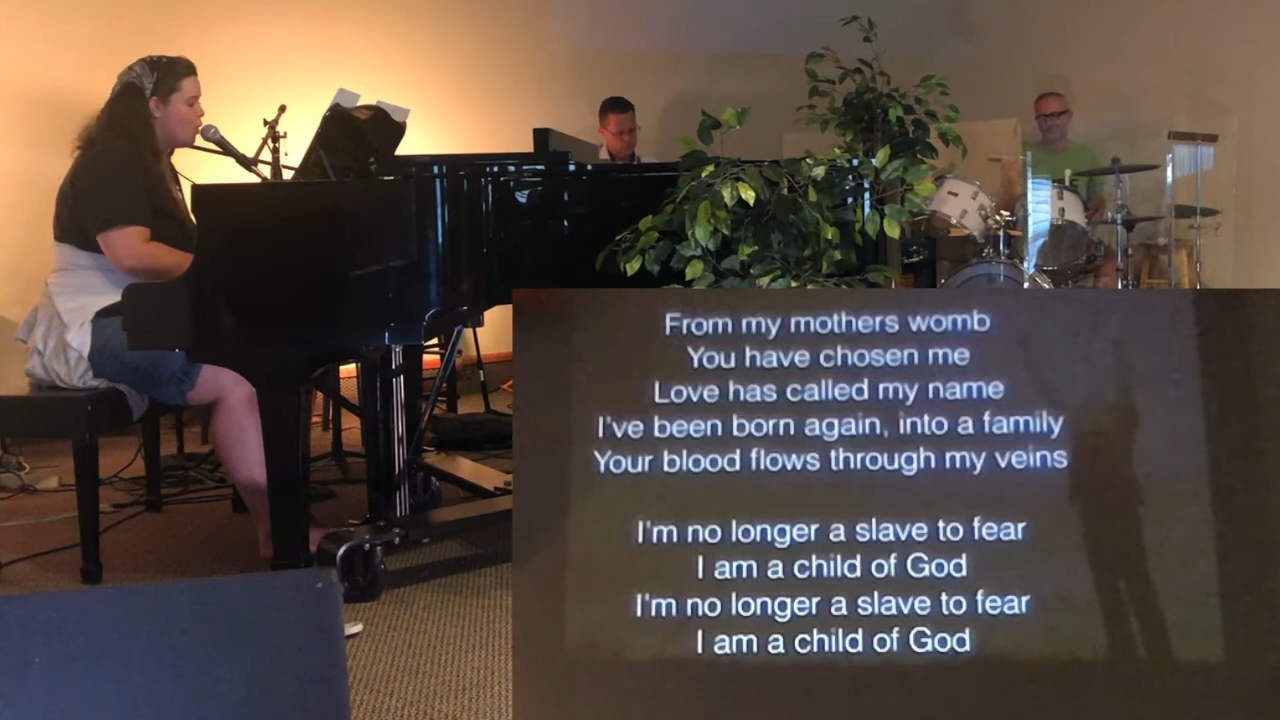 From my mothers womb
You have chosen me
Love has called my name
I've been born again, into a family
Your blood flows through my veins
I'm no longer a slave to fear
I am a child of God
I'm no longer a slave to fear
I am a child of God